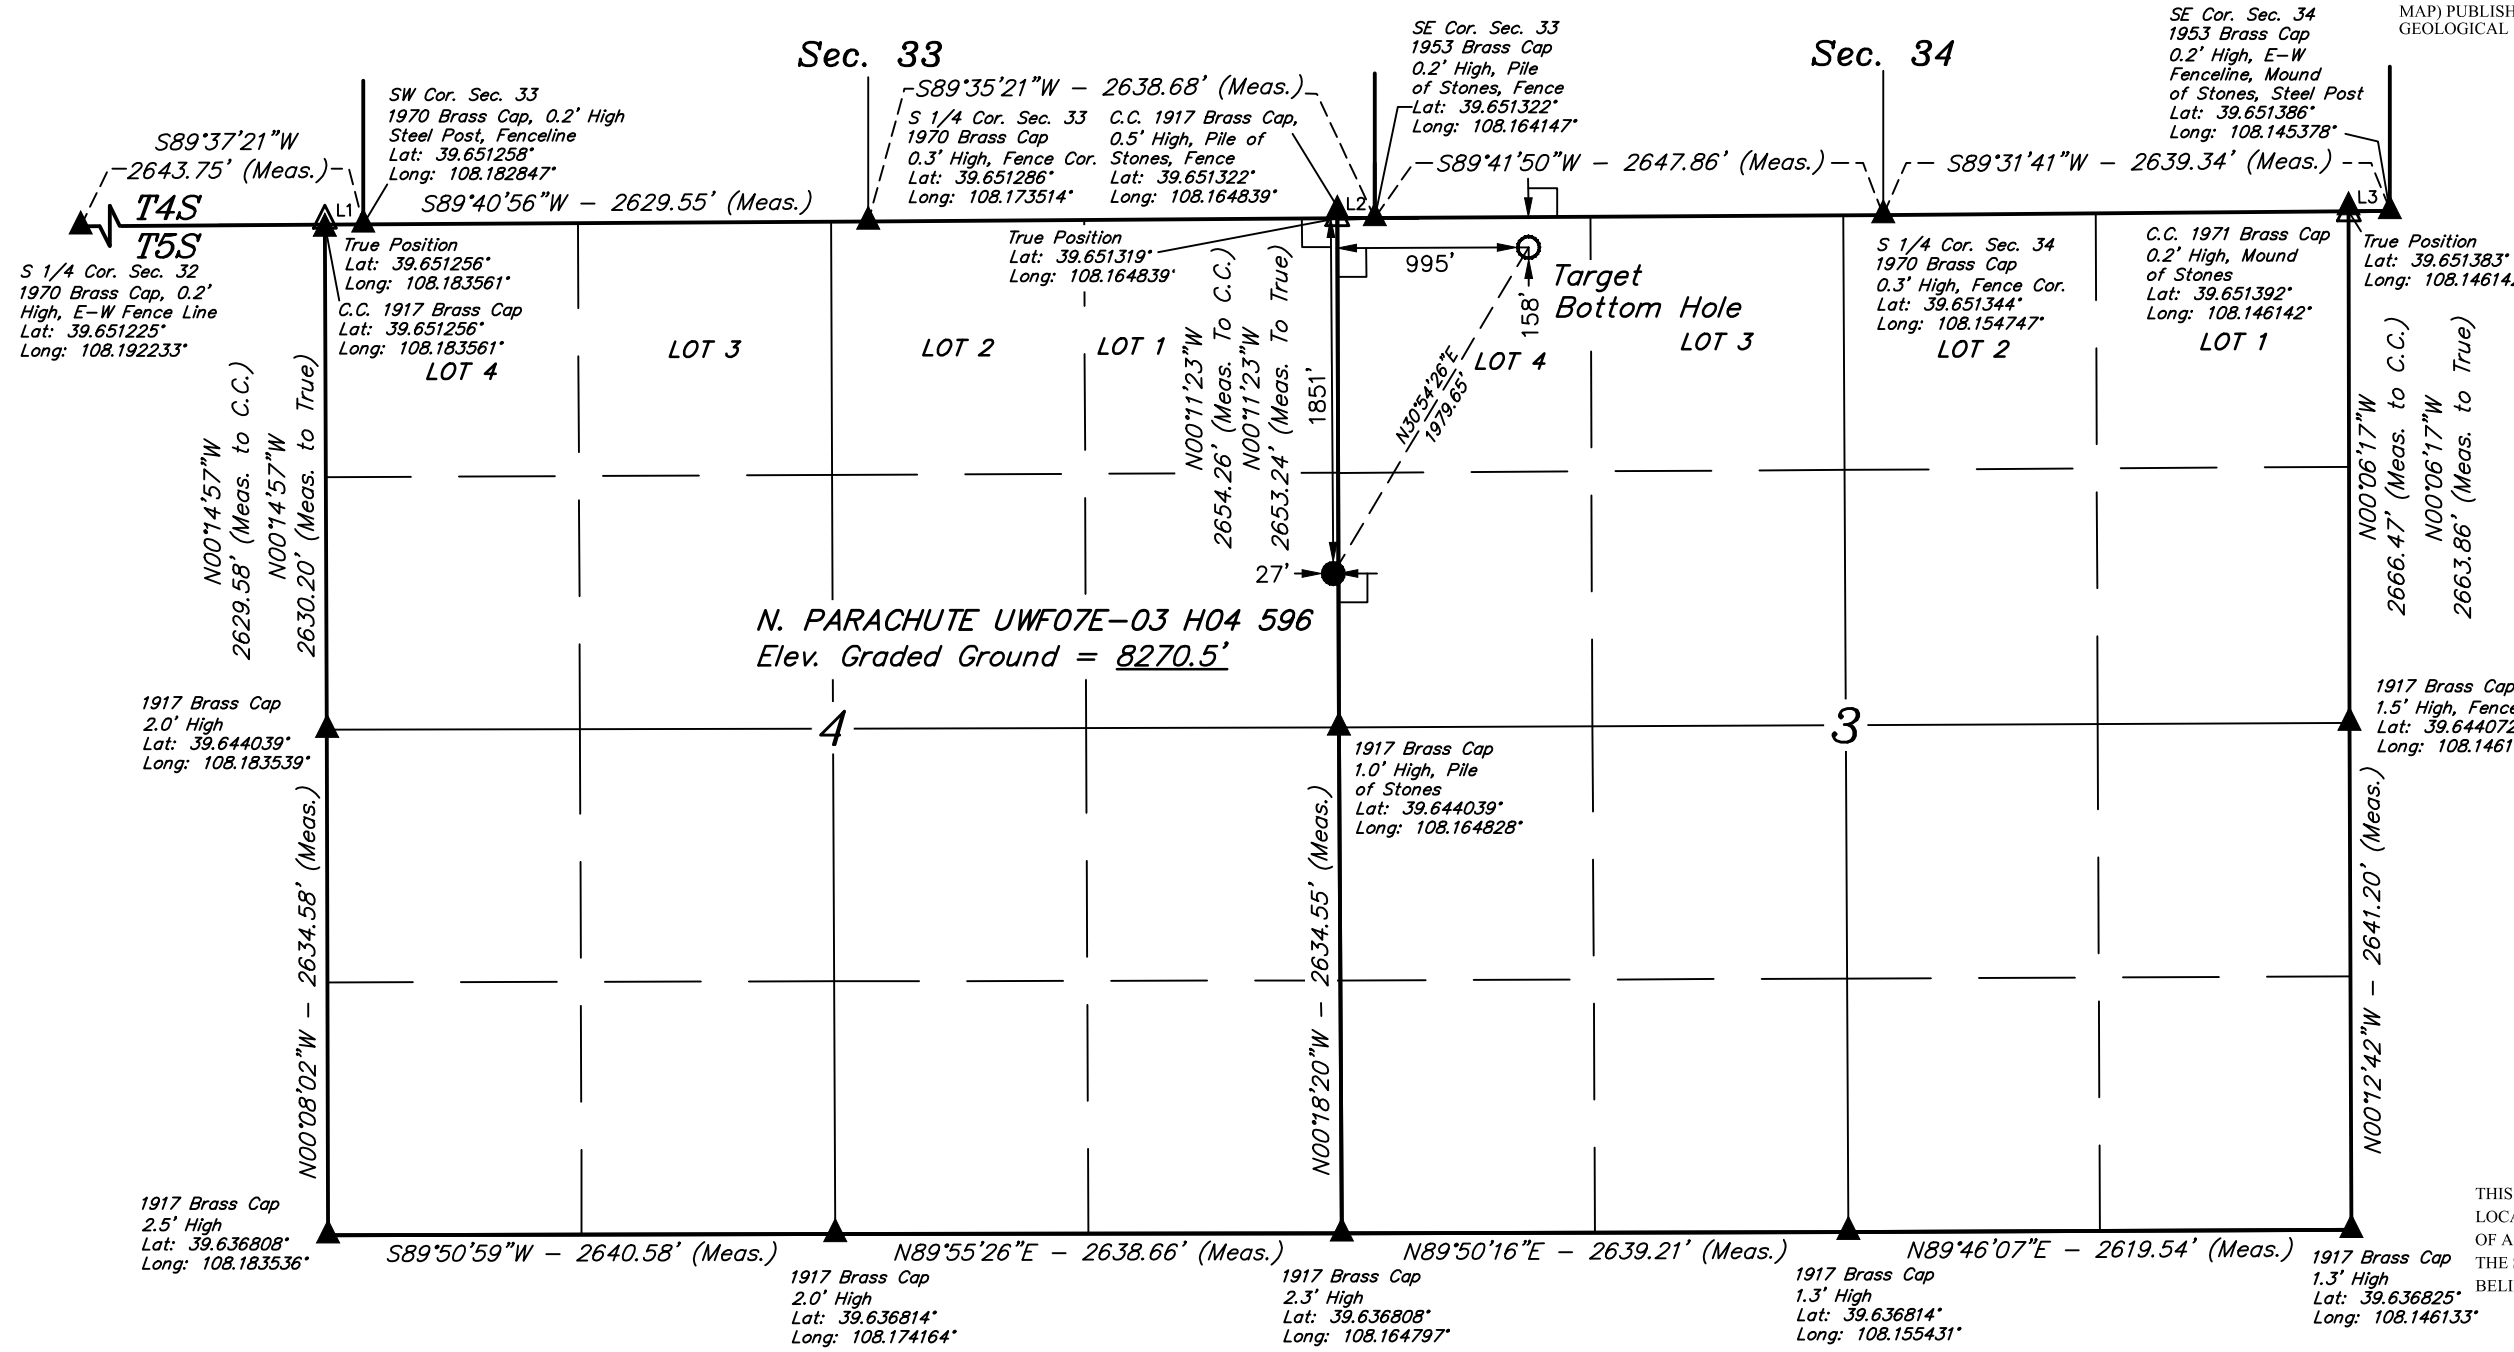 MAP) PUBLISH
GEOLOGICAL
Sec. 33
Sec. 34
S89°37'21"W
2643.75' (Meas.)
T4S
T5S
S 1/4 Cor. Sec. 32
1970 Brass Cap, 0.2'
High, E-W Fence Line
Lat: 39.651225°
Long: 108.192233°
SW Cor. Sec. 33
1970 Brass Cap, 0.2' High
Steel Post, Fenceline
Lat: 39.651258°
Long: 108.182847°
L1
S89°40'56"W - 2629.55' (Meas.)
S89°35'21"W - 2638.68' (Meas.)
S 1/4 Cor. Sec. 33
1970 Brass Cap
0.3' High, Fence Cor.
Lat: 39.651286°
Long: 108.173514°
C.C. 1917 Brass Cap,
0.5' High, Pile of
Stones, Fence
Lat: 39.651322°
Long: 108.164839°
SE Cor. Sec. 33
1953 Brass Cap
0.2' High, Pile
of Stones, Fence
Lat: 39.651322°
Long: 108.164147°
L2
S89°41'50"W - 2647.86' (Meas.)
S89°31'41"W - 2639.34' (Meas.)
SE Cor. Sec. 34
1953 Brass Cap
0.2' High, E-W
Fenceline, Mound
of Stones, Steel Post
Lat: 39.651386°
Long: 108.145378°
L3
True Position
Lat: 39.651256°
Long: 108.183561°
C.C. 1917 Brass Cap
Lat: 39.651256°
Long: 108.183561°
LOT 4
LOT 3
LOT 2
LOT 1
True Position
Lat: 39.651319°
Long: 108.164839°
995'
158'
Target
Bottom Hole
LOT 4
LOT 3
S 1/4 Cor. Sec. 34
1970 Brass Cap
0.3' High, Fence Cor.
Lat: 39.651344°
Long: 108.154747°
LOT 2
C.C. 1971 Brass Cap
0.2' High, Mound
of Stones
Lat: 39.651392°
Long: 108.146142°
LOT 1
True Position
Lat: 39.651383°
Long: 108.14614
N00°14'57"W
2629.58' (Meas. to C.C.)
N00°14'57"W
2630.20' (Meas. to True)
N00°11'23"W
2654.26' (Meas. To C.C.)
N00°11'23"W
2653.24' (Meas. To True)
1851'
N30°54'26"E
1979.65'
27'
N00°06'17"W
2666.47' (Meas. to C.C.)
N00°06'17"W
2663.86' (Meas. to True)
N. PARACHUTE UWF07E-03 H04 596
Elev. Graded Ground = 8270.5'
1917 Brass Cap
2.0' High
Lat: 39.644039°
Long: 108.183539°
4
3
1917 Brass Cap
1.0' High, Pile
of Stones
Lat: 39.644039°
Long: 108.164828°
1917 Brass Cap
1.5' High, Fence
Lat: 39.644072
Long: 108.1461
N00°08'02"W - 2634.58' (Meas.)
N00°18'20"W - 2634.55' (Meas.)
N00°12'42"W - 2641.20' (Meas.)
1917 Brass Cap
2.5' High
Lat: 39.636808°
Long: 108.183536°
S89°50'59"W - 2640.58' (Meas.)
N89°55'26"E - 2638.66' (Meas.)
N89°50'16"E - 2639.21' (Meas.)
N89°46'07"E - 2619.54' (Meas.)
1917 Brass Cap
2.0' High
Lat: 39.636814°
Long: 108.174164°
1917 Brass Cap
2.3' High
Lat: 39.636808°
Long: 108.164797°
1917 Brass Cap
1.3' High
Lat: 39.636814°
Long: 108.155431°
1917 Brass Cap
1.3' High
Lat: 39.636825°
Long: 108.146133°
THIS
LOCA
OF A
THE
BELI